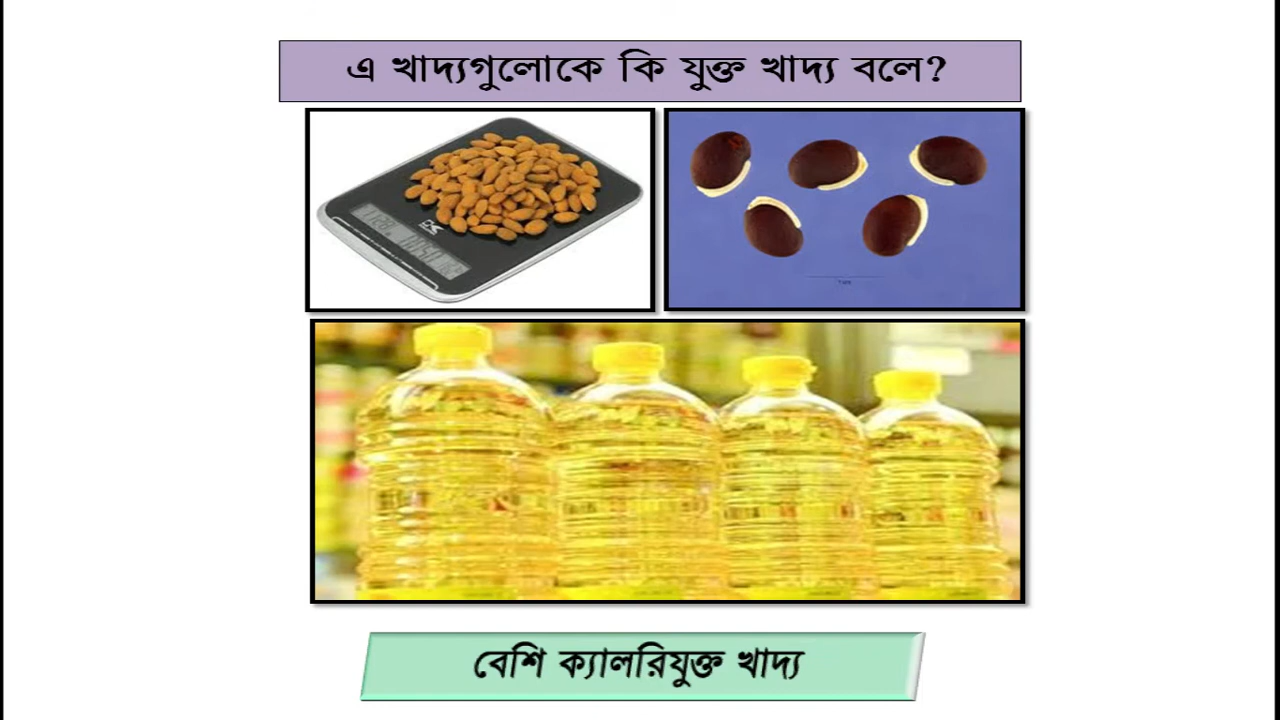 এ খাদ্যগুলোকে কি যুক্ত খাদ্য বলে?
বেশি ক্যালরিযুক্ত খাদ্য